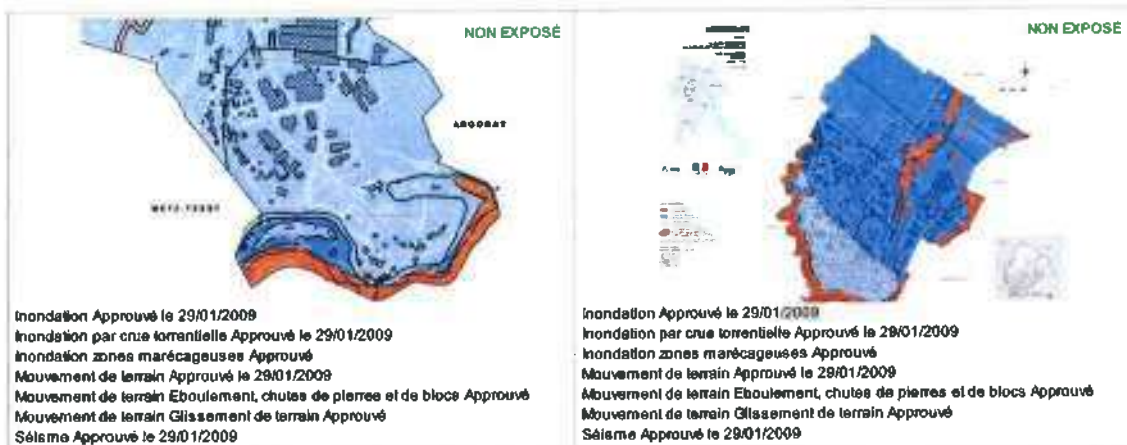 NON EXPOSÉ
Inondation Approuvé le 29/01/2009
Inondation par crue torrentielle Approuvé le 29/01/2009
Inondation zones marécageuses Approuvé
Mouvement de terrain Approuvé le 29/01/2009
Mouvement de terrain Eboulement, chutes de pierres et de blocs Approuvé
Mouvement de terrain Glissement de terrain Approuvé
Séisme Approuvé le 29/01/2009
NON EXPOSÉ
Inondation Approuvé le 29/01/2009
Inondation par crue torrentielle Approuvé le 29/01/2009
Inondation zones marécageuses Approuvé
Mouvement de terrain Approuvé le 29/01/2009
Mouvement de terrain Eboulement, chutes de pierres et de blocs Approuvé
Mouvement de terrain Glissement de terrain Approuvé
Séisme Approuvé le 29/01/2009